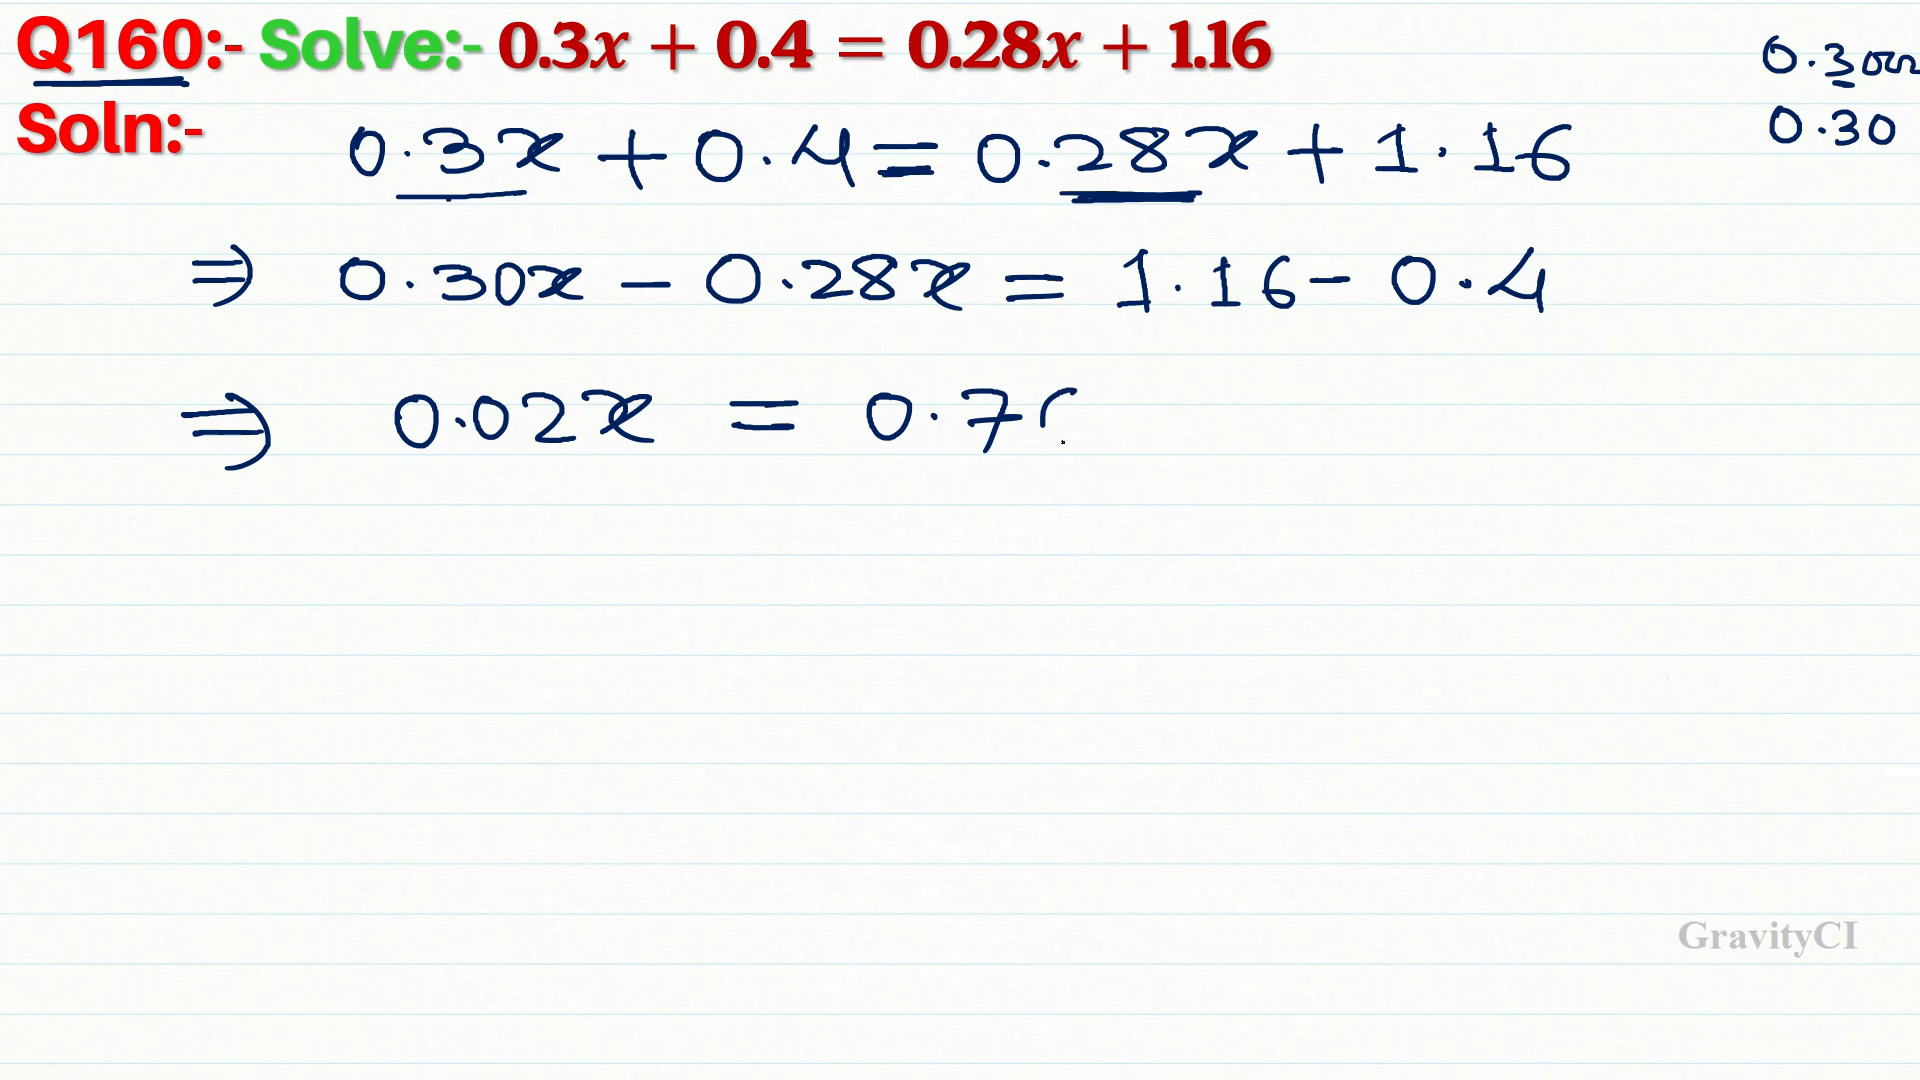 Q160:- Solve:- 0.3x + 0.4 = 0.28x + 1.16
0.300
0.30
Soln:-
0.3x + 0.4 = 0.28x + 1.16
⇒ 0.30x - 0.28x = 1.16 - 0.4
⇒ 0.02x = 0.7
GravityCI